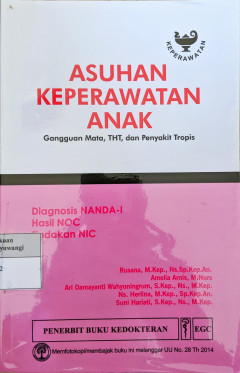 KEPERAWATAN
ASUHAN
KEPERAWATAN
ANAK
Gangguan Mata, THT, dan Penyakit Tropis
Diagnosis NANDA-I
Hasil NOC
Tindakan NIC
Rusana, M.Kep., Ns.Sp.Kep.An.
Amelia Arnis, M.Nurs
Ari Damayanti Wahyuningrum, S.Kep., Ns., M.Kep.
Ns. Herlina, M.Kep., Sp.Kep.An.
Suni Hariati, S.Kep., Ns., M.Kep.
PENERBIT BUKU KEDOKTERAN EGC
Memfotokopi/membajak buku ini melanggar UU No. 28 Th 2014